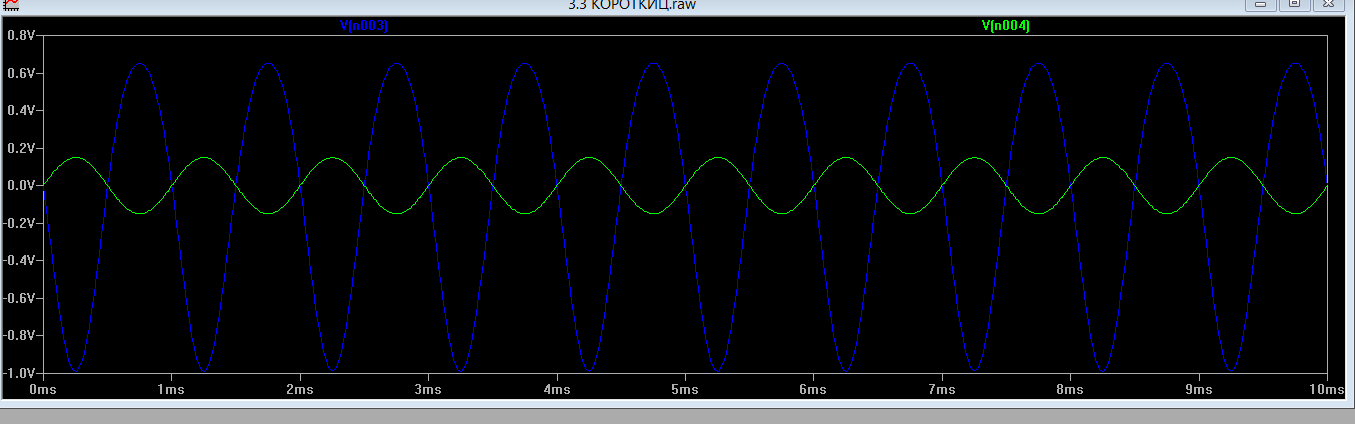 3.3 КОРОТКИЦ.raw
V(n003) V(n004)
0.8V
0.6V
0.4V
0.2V
0.0V
-0.2V
-0.4V
-0.6V
-0.8V
-1.0V
0ms 1ms 2ms 3ms 4ms 5ms 6ms 7ms 8ms 9ms 10ms